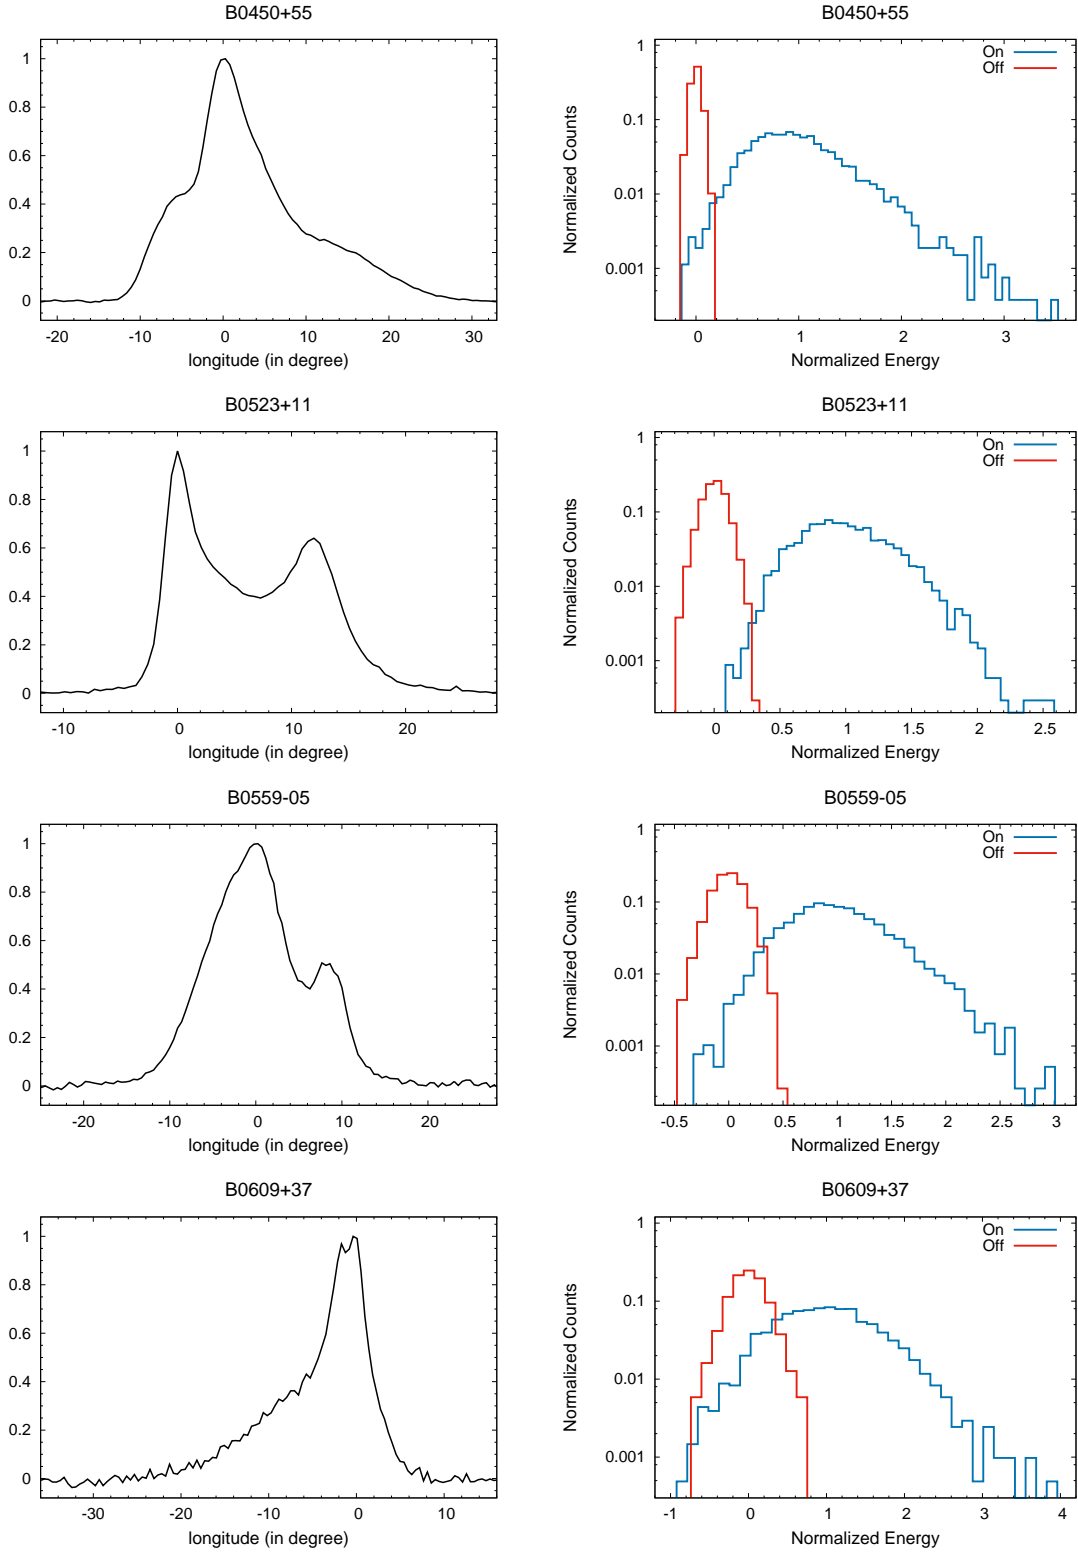 B0450+55
1
0.8
0.6
0.4
0.2
0
-20 -10 0 10 20 30
longitude (in degree)
B0450+55
On
Off
Normalized Counts
1
0.1
0.01
0.001
0 1 2 3
Normalized Energy
B0523+11
1
0.8
0.6
0.4
0.2
0
-10 0 10 20
longitude (in degree)
B0523+11
On
Off
Normalized Counts
1
0.1
0.01
0.001
0 0.5 1 1.5 2 2.5
Normalized Energy
B0559-05
1
0.8
0.6
0.4
0.2
0
-20 -10 0 10 20
longitude (in degree)
B0559-05
On
Off
Normalized Counts
1
0.1
0.01
0.001
-0.5 0 0.5 1 1.5 2 2.5 3
Normalized Energy
B0609+37
1
0.8
0.6
0.4
0.2
0
-30 -20 -10 0 10
longitude (in degree)
B0609+37
On
Off
Normalized Counts
1
0.1
0.01
0.001
-1 0 1 2 3 4
Normalized Energy